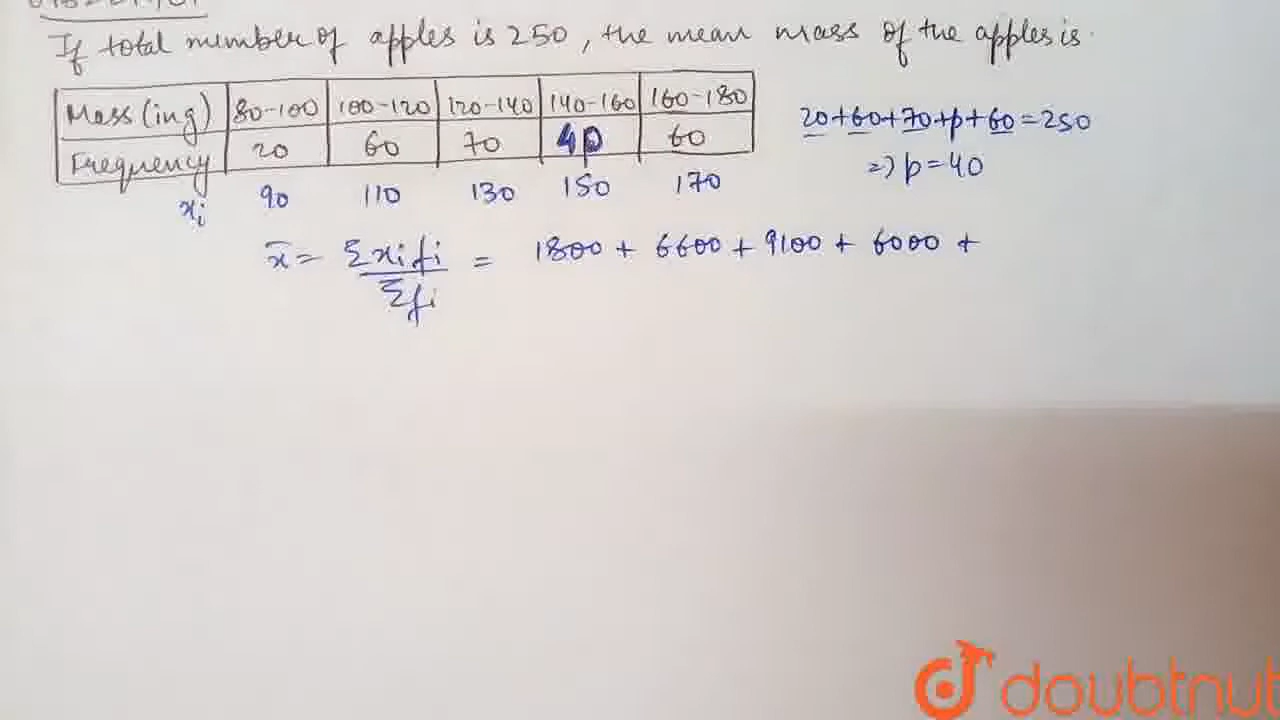 If total number of apples is 250, the mean mass of the apples is.
Mass (in g) 80-100 100-120 120-140 140-160 160-180
Frequency 20 60 70 4p 60
xi 90 110 130 150 170
20+60+70+p+60=250
=> p=40
x̄ = Σxifi / Σfi = 1800 + 6600 + 9100 + 6000 +
doubtnut